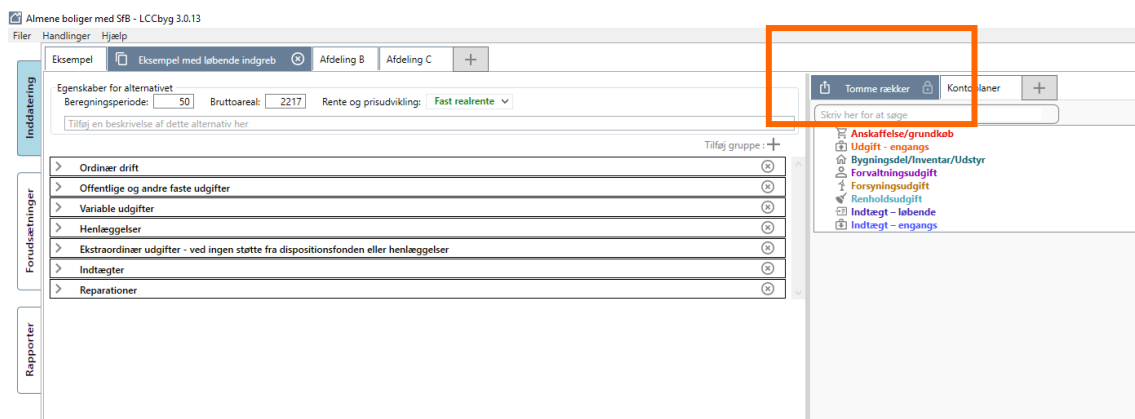 Almene boliger med SfB - LCCbyg 3.0.13
Filer Handlinger Hjælp
Eksempel Eksempel med løbende indgreb Afdeling B Afdeling C
Inddatering
Forudsætninger
Rapporter
Egenskaber for alternativet
Beregningsperiode: 50 Bruttoareal: 2217 Rente og prisudvikling: Fast realrente
Tilføj en beskrivelse af dette alternativ her
Tilføj gruppe :
Ordinær drift
Offentlige og andre faste udgifter
Variable udgifter
Henlæggelser
Ekstraordinær udgifter - ved ingen støtte fra dispositionsfonden eller henlæggelser
Indtægter
Reparationer
Tomme rækker Kontoplaner
Skriv her for at søge
Anskaffelse/grundkøb
Udgift - engangs
Bygningsdel/Inventar/Udstyr
Forvaltningsudgift
Forsyningsudgift
Renholdsudgift
Indtægt – løbende
Indtægt – engangs